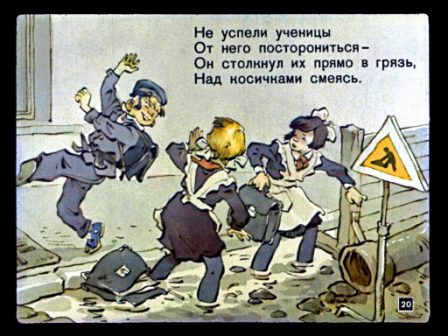 Не успели ученицы
От него посторониться–
Он столкнул их прямо в грязь,
Над косичками смеясь.
20